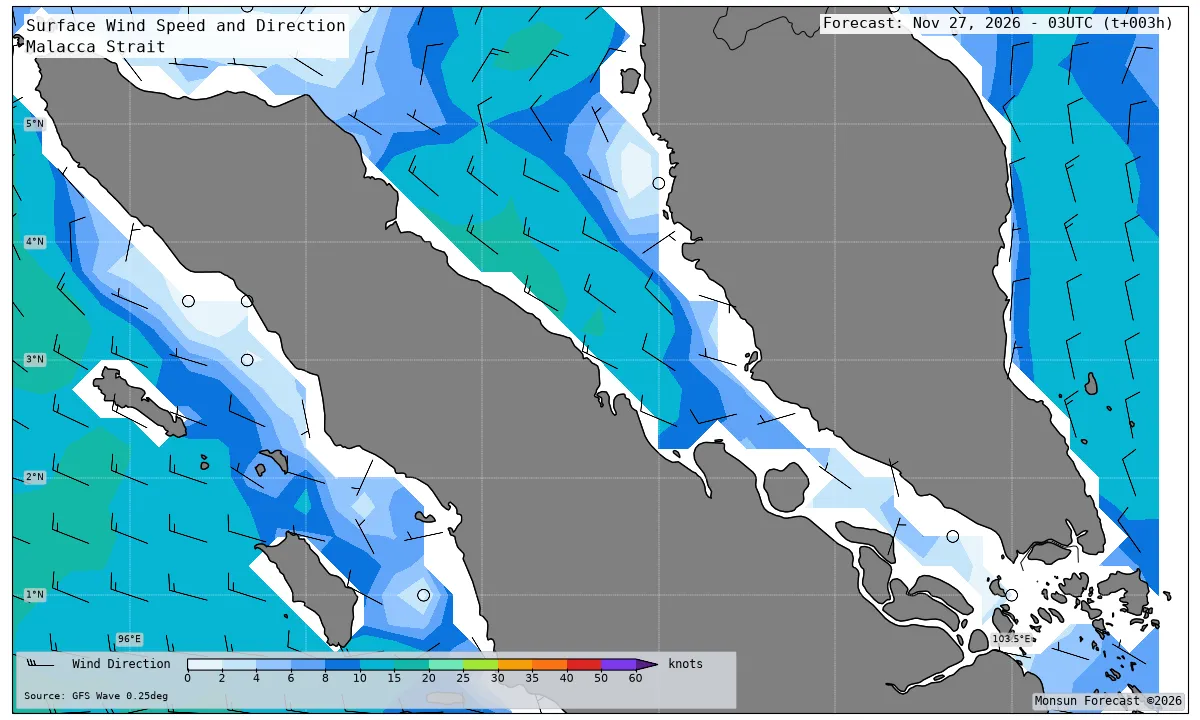 Surface Wind Speed and Direction
Malacca Strait
Forecast: Nov 27, 2026 - 03UTC (t+003h)
5°N
4°N
3°N
2°N
1°N
96°E
103.5°E
Wind Direction
0 2 4 6 8 10 15 20 25 30 35 40 50 60
knots
Source: GFS Wave 0.25deg
Monsun Forecast ©2026